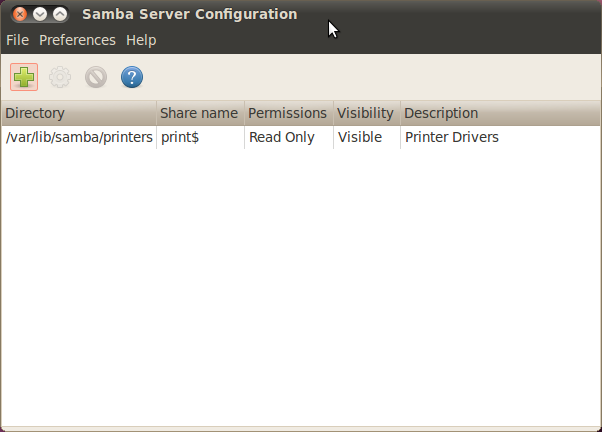 Samba Server Configuration
File Preferences Help
?
Directory Share name Permissions Visibility Description
/var/lib/samba/printers print$ Read Only Visible Printer Drivers